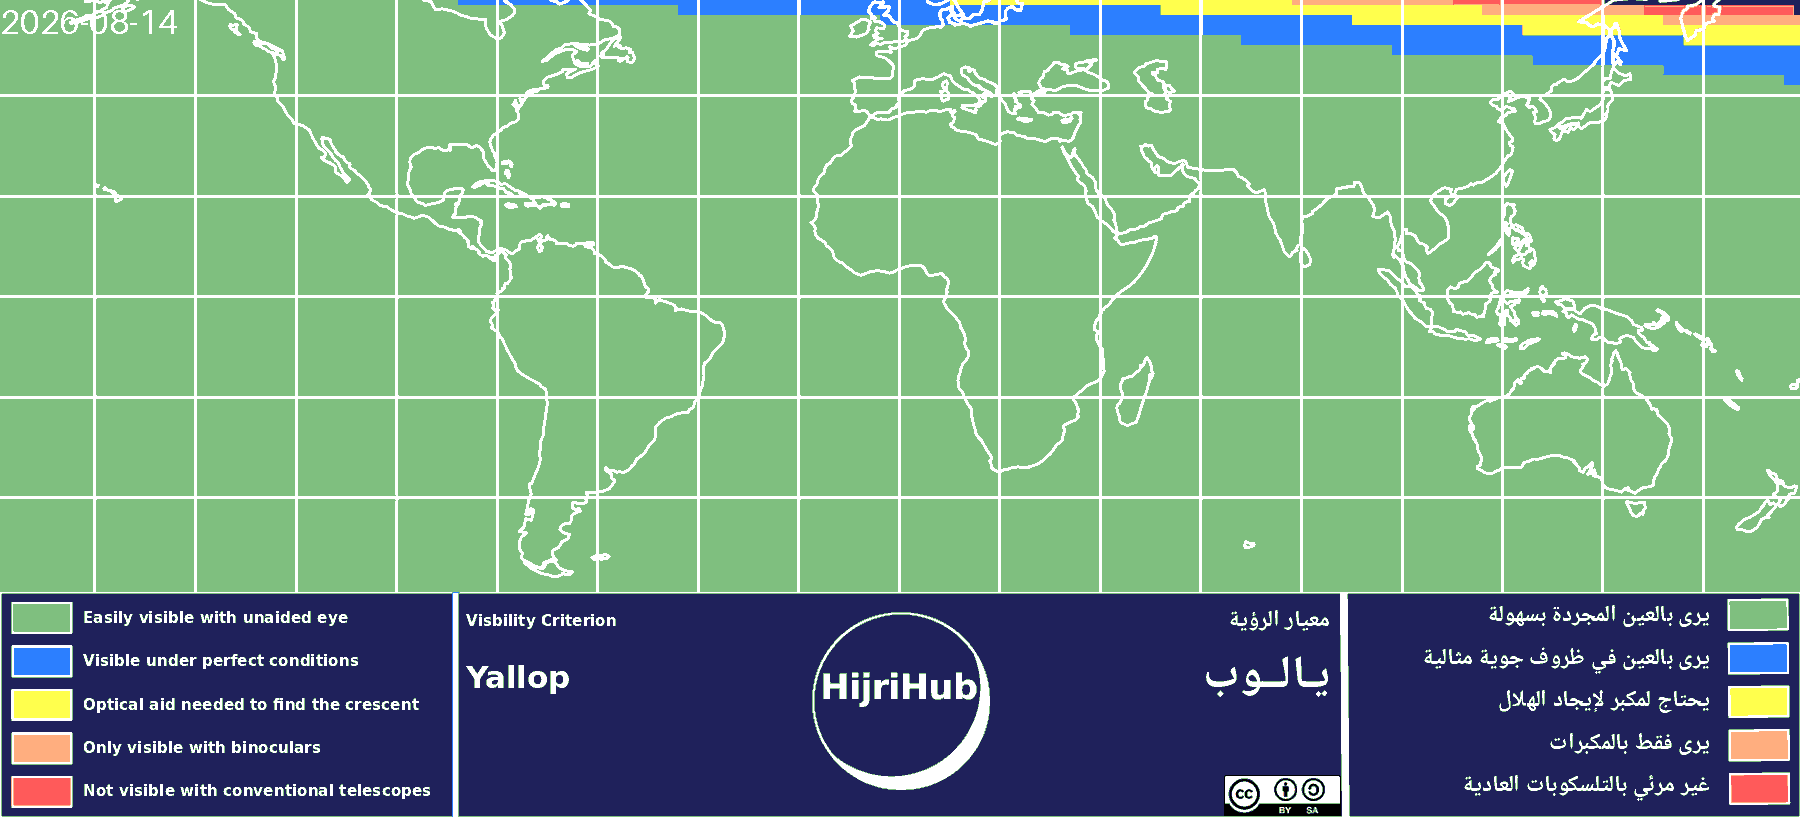 2026-08-14
Easily visible with unaided eye
Visible under perfect conditions
Optical aid needed to find the crescent
Only visible with binoculars
Not visible with conventional telescopes
Visbility Criterion
Yallop
HijriHub
معيار الرؤية
يـالـوب
cc
BY SA
يرى بالعين المجردة بسهولة
يرى بالعين في ظروف جوية مثالية
يحتاج لمكبر لإيجاد الهلال
يرى فقط بالمكبرات
غير مرئي بالتلسكوبات العادية